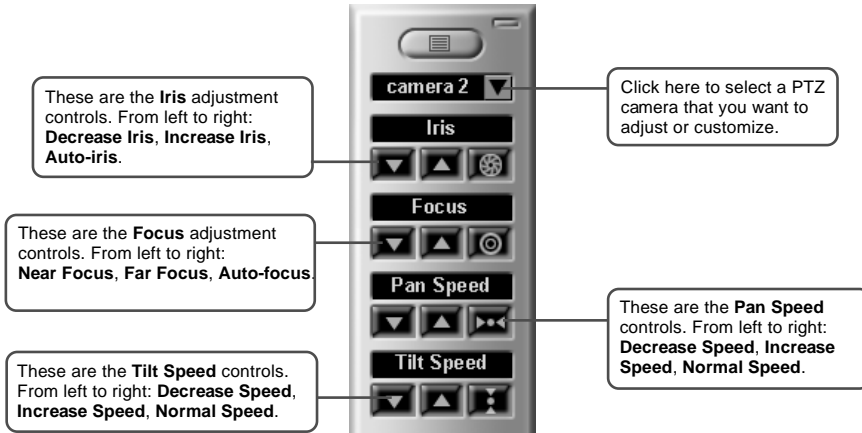 camera 2
Click here to select a PTZ
camera that you want to
adjust or customize.
These are the Iris adjustment
controls. From left to right:
Decrease Iris, Increase Iris,
Auto-iris.
Iris
Focus
These are the Focus adjustment
controls. From left to right:
Near Focus, Far Focus, Auto-focus.
Pan Speed
These are the Pan Speed
controls. From left to right:
Decrease Speed, Increase
Speed, Normal Speed.
Tilt Speed
These are the Tilt Speed controls.
From left to right: Decrease Speed,
Increase Speed, Normal Speed.